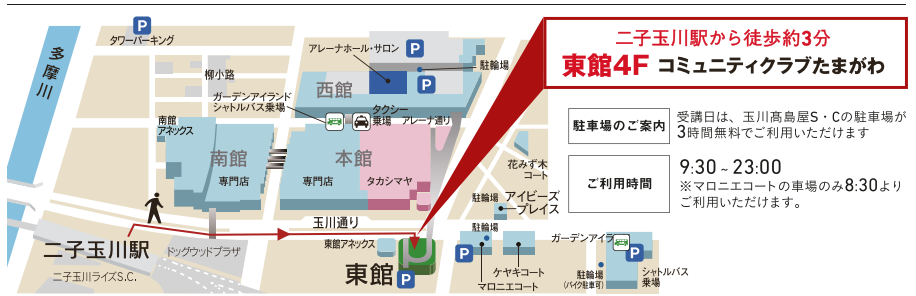 P
タワーパーキング
多摩川
柳小路
アレーナホール・サロン
P
駐輪場
P
西館
ガーデンアイランド
シャトルバス乗場
タクシー
乗場
アレーナ通り
南館
アネックス
南館
専門店
本館
専門店
タカシマヤ
花みず木
コート
駐輪場
アイビーズ
プレイス
玉川通り
二子玉川駅
二子玉川ライズS.C.
ドッグウッドプラザ
東館アネックス
東館
P
駐輪場
P
ケヤキコート
マロニエコート
ガーデンアイラ
P
駐輪場
(バイク駐車可)
シャトルバス
乗場
二子玉川駅から徒歩約3分
東館4F コミュニティクラブたまがわ
駐車場のご案内
受講日は、玉川髙島屋S・Cの駐車場が
3時間無料でご利用いただけます
ご利用時間
9:30 ~ 23:00
※マロニエコートの車場のみ8:30より
ご利用いただけます。